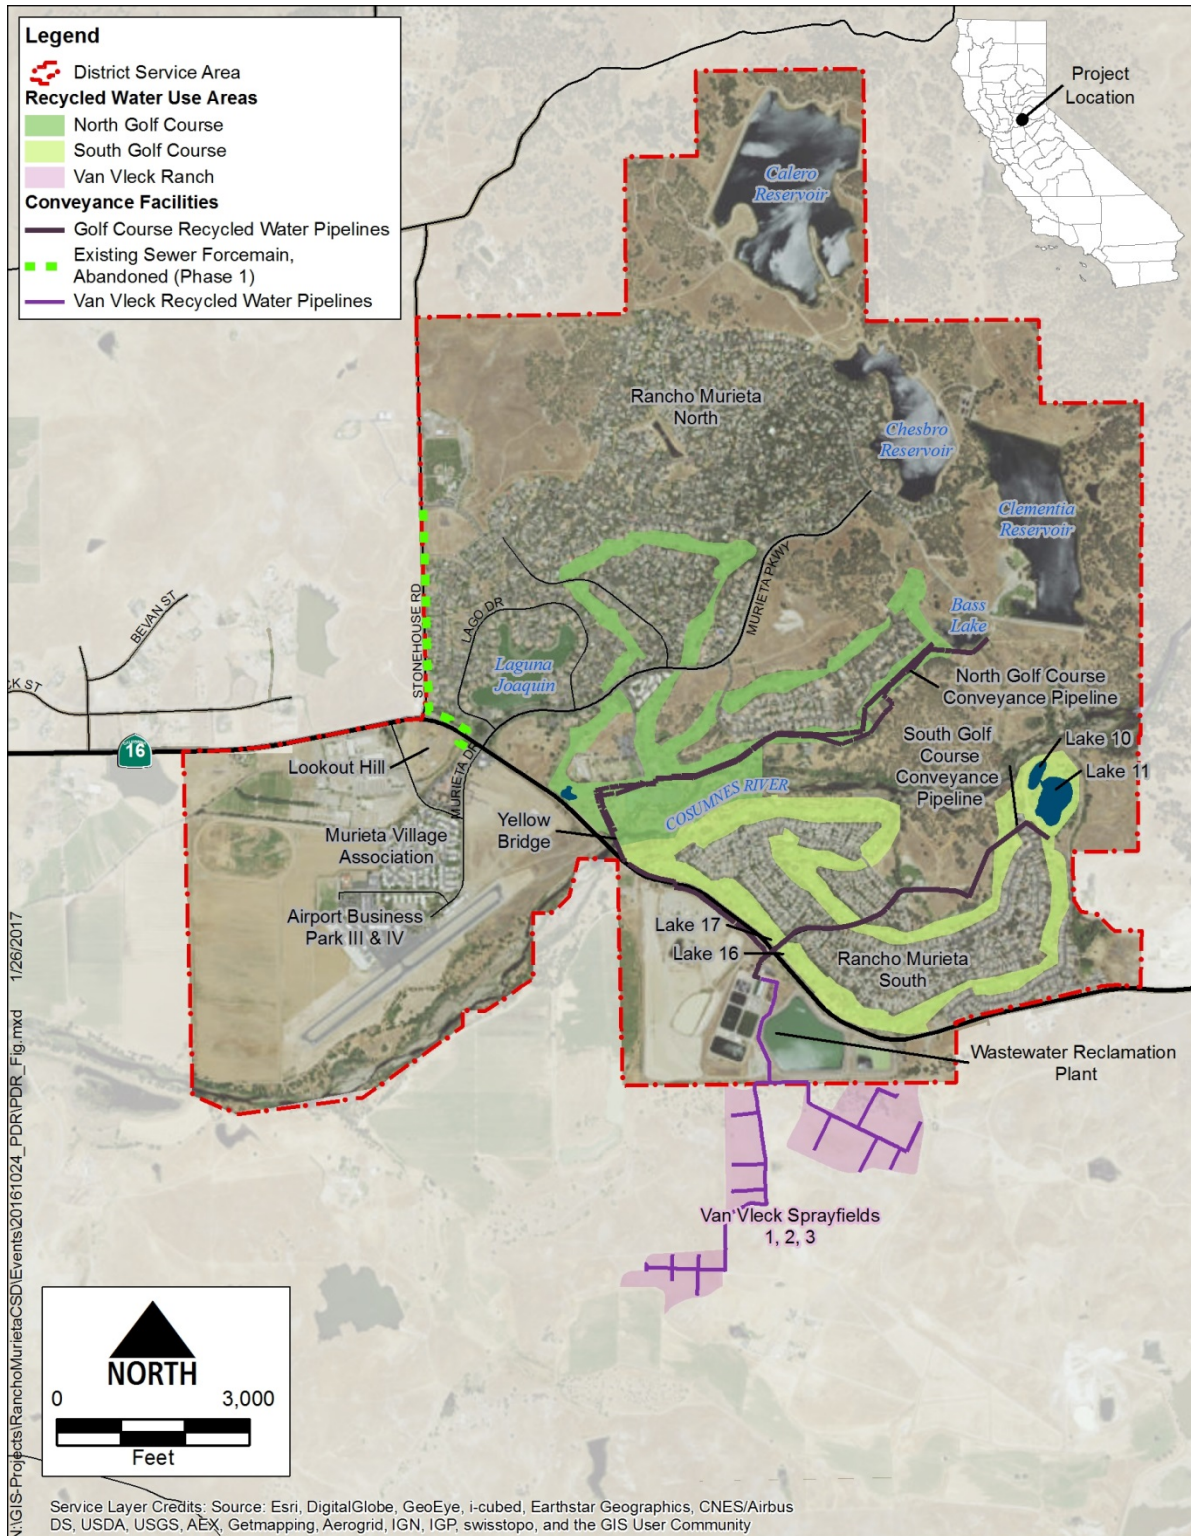 Legend
District Service Area
Recycled Water Use Areas
North Golf Course
South Golf Course
Van Vleck Ranch
Conveyance Facilities
Golf Course Recycled Water Pipelines
Existing Sewer Forcemain,
Abandoned (Phase 1)
Van Vleck Recycled Water Pipelines
Project
Location
Calero
Reservoir
Rancho Murieta
North
Chesbro
Reservoir
Clementia
Reservoir
MURIETA PKWY
BEVAN ST
STONEHOUSE RD
LAGO DR
Bass
Lake
Laguna
Joaquin
CK ST
North Golf Course
Conveyance Pipeline
South Golf
Course
Conveyance
Pipeline
Lake 10
Lake 11
16
Lookout Hill
MURIETA DR
COSUMNES RIVER
Yellow
Bridge
Murieta Village
Association
Airport Business
Park III & IV
Lake 17
Lake 16
Rancho Murieta
South
Wastewater Reclamation
Plant
Van Vleck Sprayfields
1, 2, 3
NORTH
0 3,000
Feet
N:\GIS-Projects\RanchoMurietaCSD\Events\20161024_PDR\PDR_Fig.mxd 1/26/2017
Service Layer Credits: Source: Esri, DigitalGlobe, GeoEye, i-cubed, Earthstar Geographics, CNES/Airbus
DS, USDA, USGS, AEX, Getmapping, Aerogrid, IGN, IGP, swisstopo, and the GIS User Community